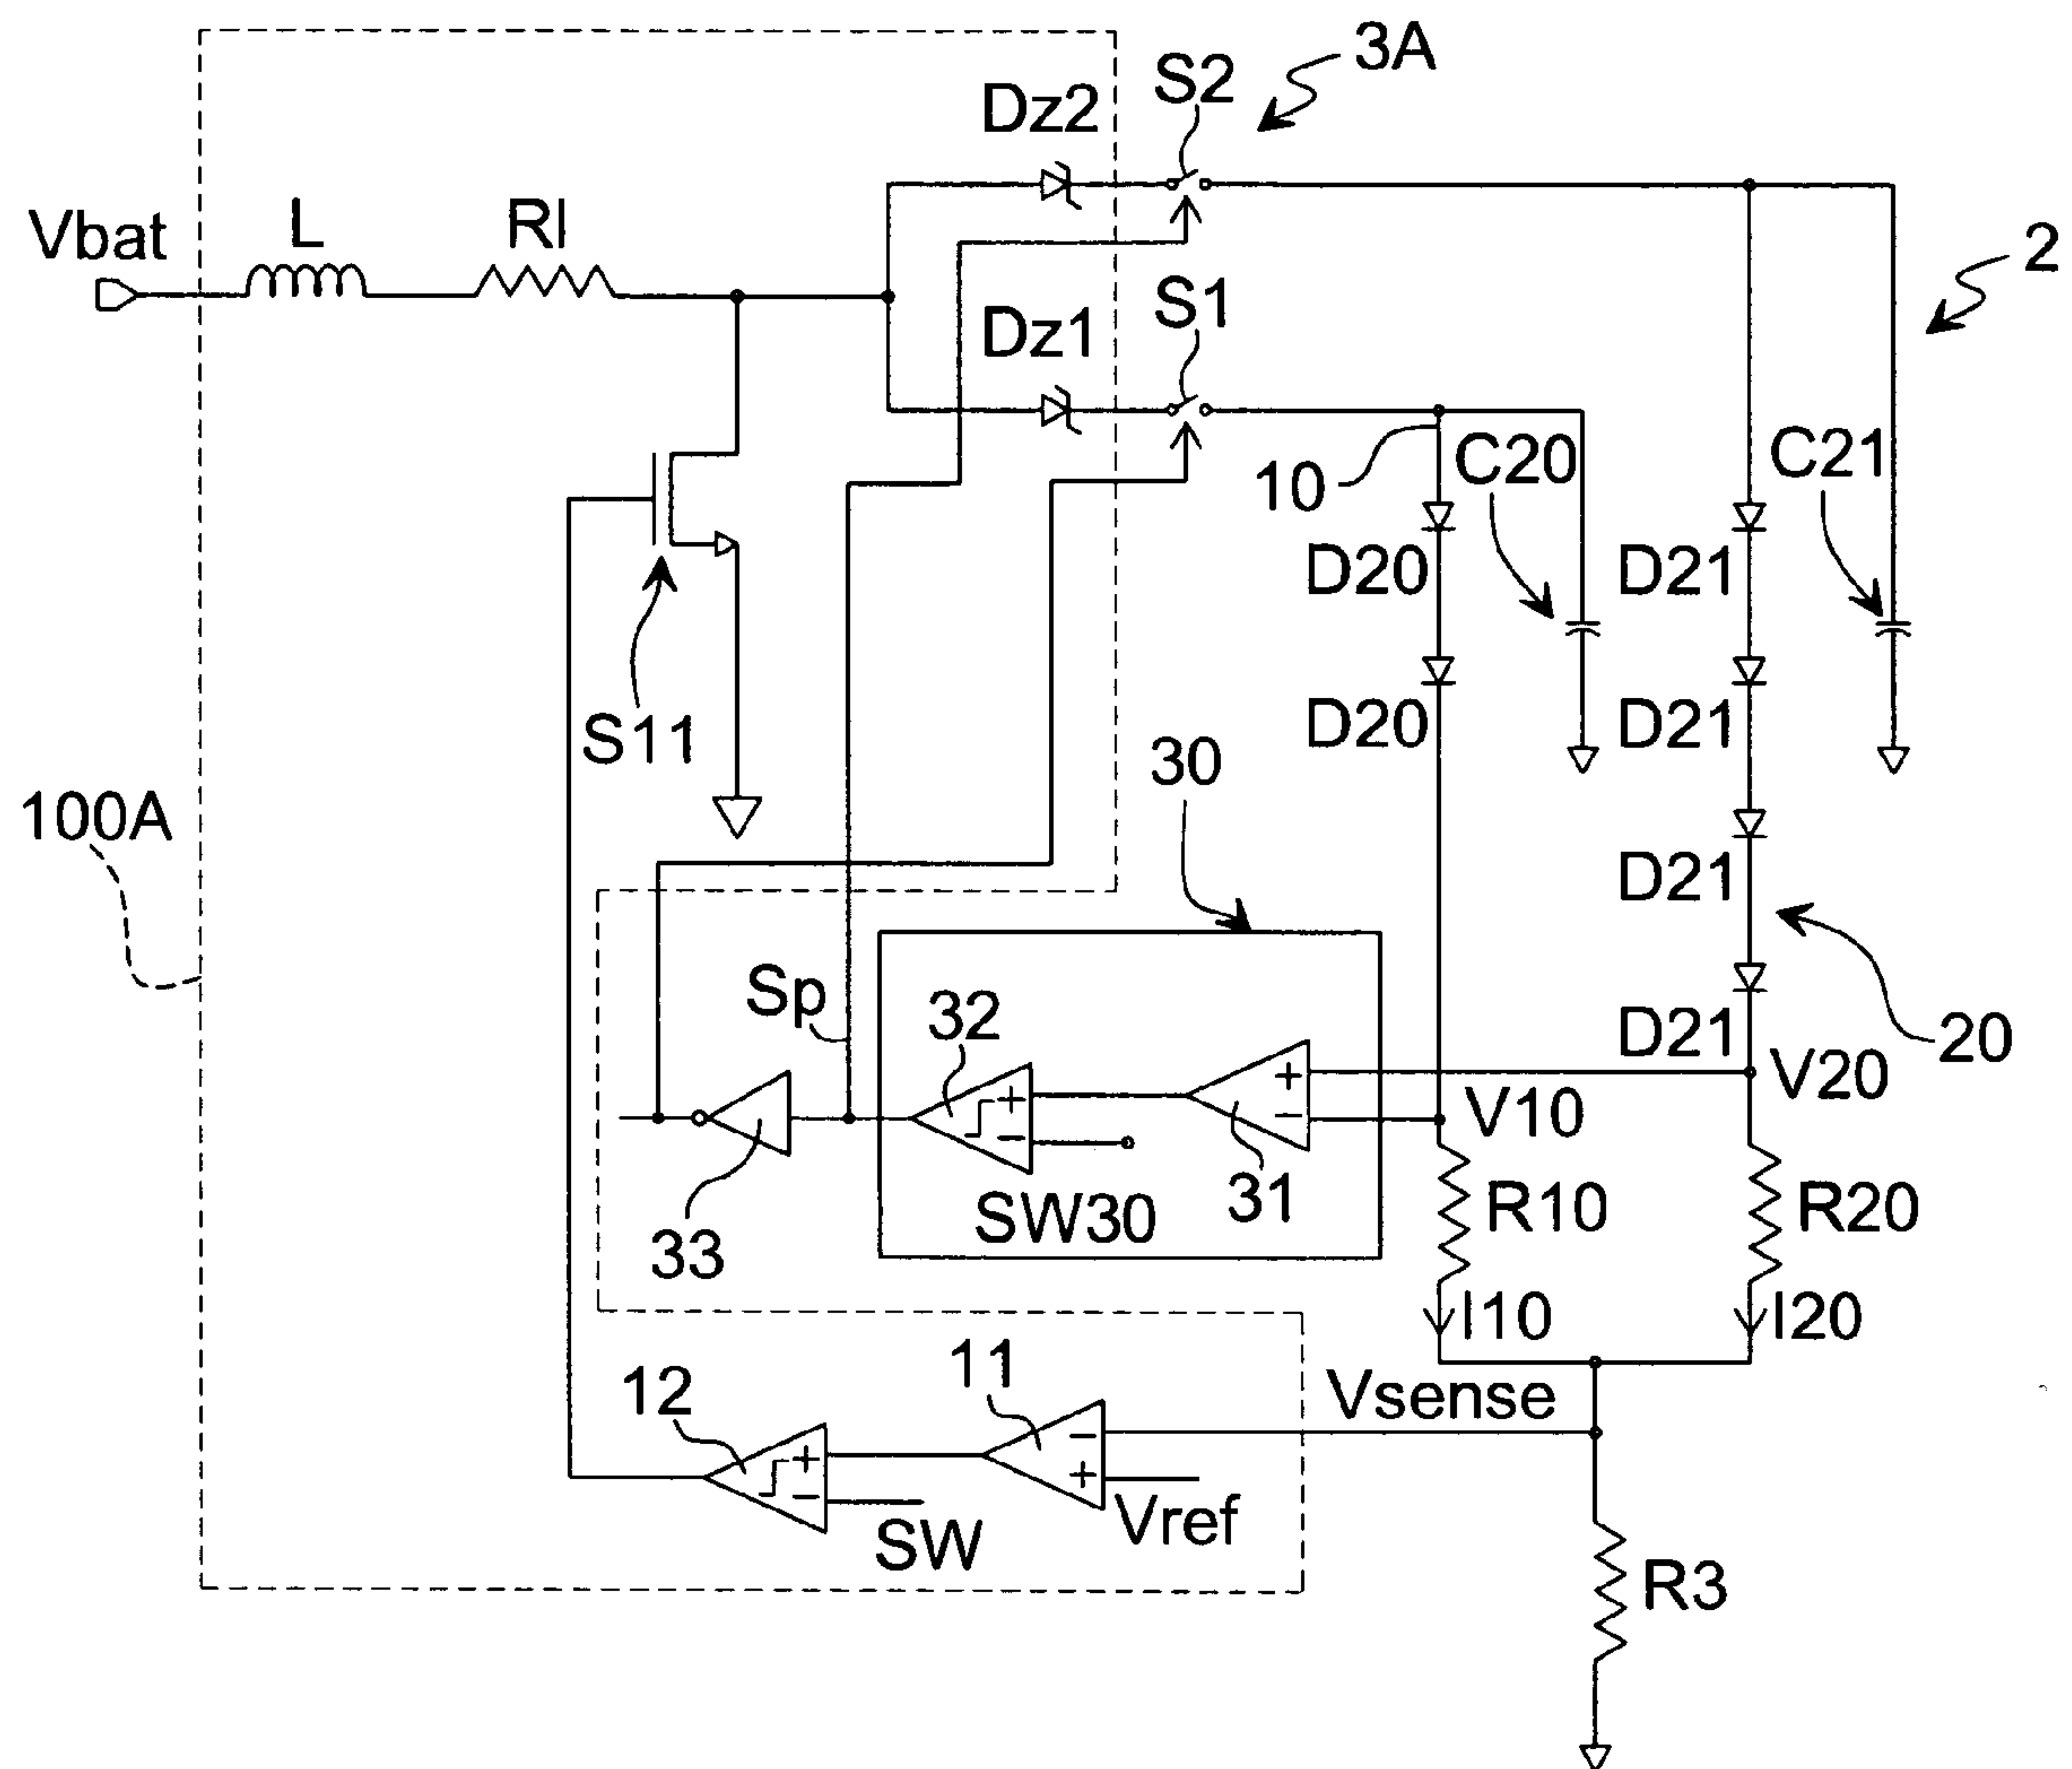 3A
S2
Dz2
Vbat
L
Rl
2
S1
Dz1
10
C20
C21
D20
D21
S11
D20
D21
30
100A
D21
Sp
32
D21
20
V20
V10
31
SW30
R10
R20
33
I10
I20
11
12
Vsense
Vref
SW
R3
+
−
+
−
−
+
+
−